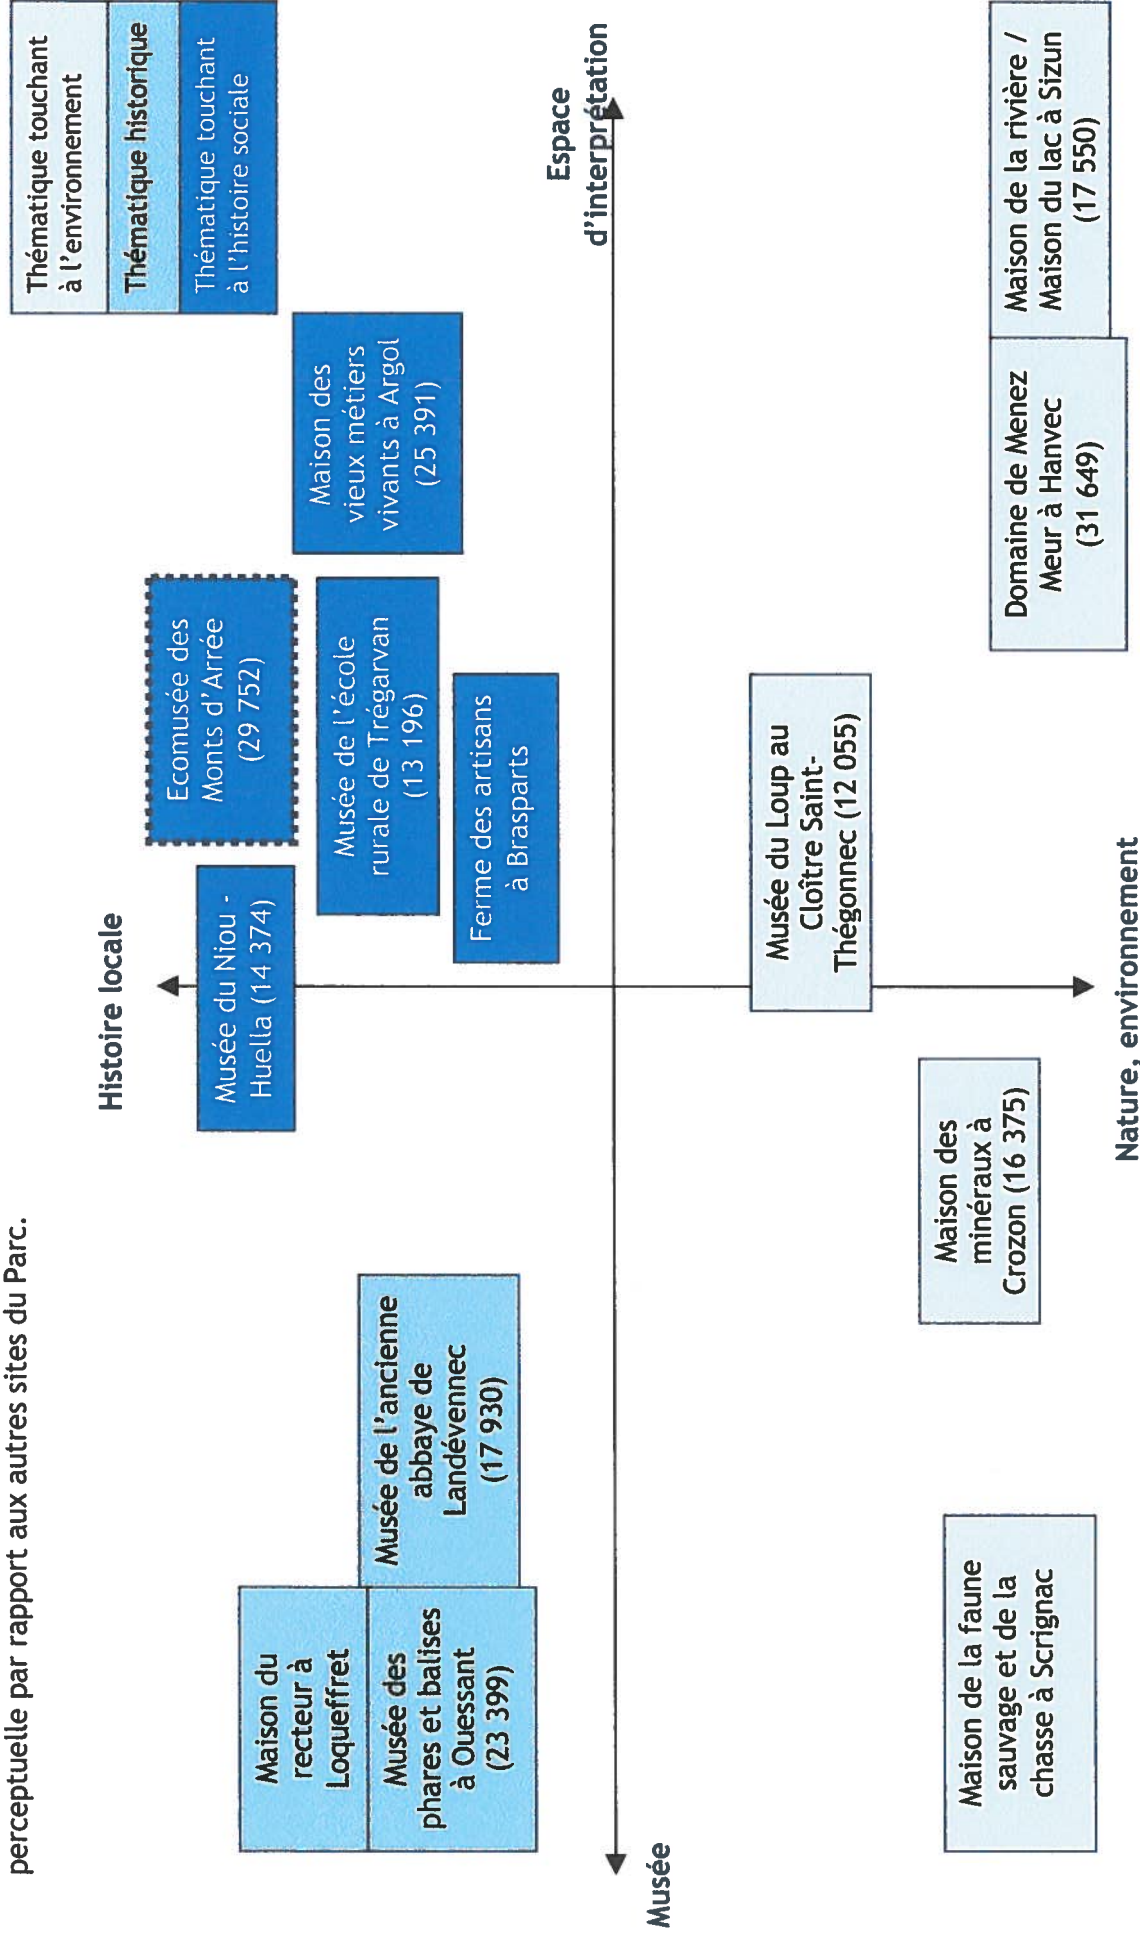 perceptuelle par rapport aux autres sites du Parc.
Thématique touchant
à l'environnement
Thématique historique
Thématique touchant
à l'histoire sociale
Histoire locale
Ecomusée des
Monts d'Arrée
(29 752)
Musée du Niou -
Huella (14 374)
Maison des
vieux métiers
vivants à Argol
(25 391)
Musée de l'école
rurale de Trégarvan
(13 196)
Ferme des artisans
à Brasparts
Maison du
recteur à
Loqueffret
Musée des
phares et balises
à Ouessant
(23 399)
Musée de l'ancienne
abbaye de
Landévennec
(17 930)
Espace
d'interprétation
Musée
Musée du Loup au
Cloître Saint-
Thégonnec (12 055)
Maison des
minéraux à
Crozon (16 375)
Maison de la faune
sauvage et de la
chasse à Scrignac
Domaine de Menez
Meur à Hanvec
(31 649)
Maison de la rivière /
Maison du lac à Sizun
(17 550)
Nature, environnement